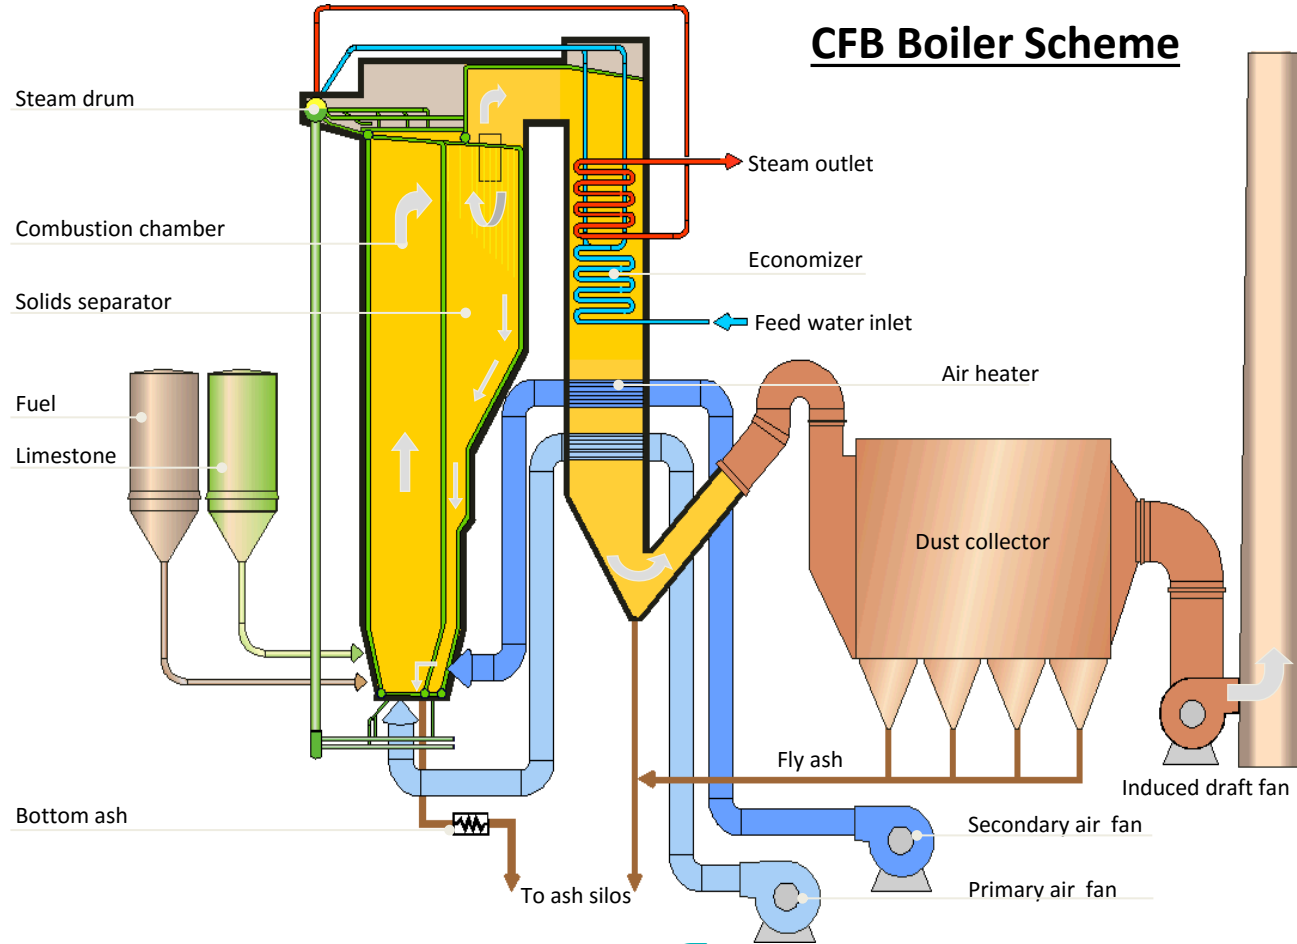 CFB Boiler Scheme
Steam drum
Steam outlet
Combustion chamber
Economizer
Solids separator
Feed water inlet
Air heater
Fuel
Limestone
Dust collector
Fly ash
Induced draft fan
Bottom ash
Secondary air  fan
To ash silos
Primary air  fan